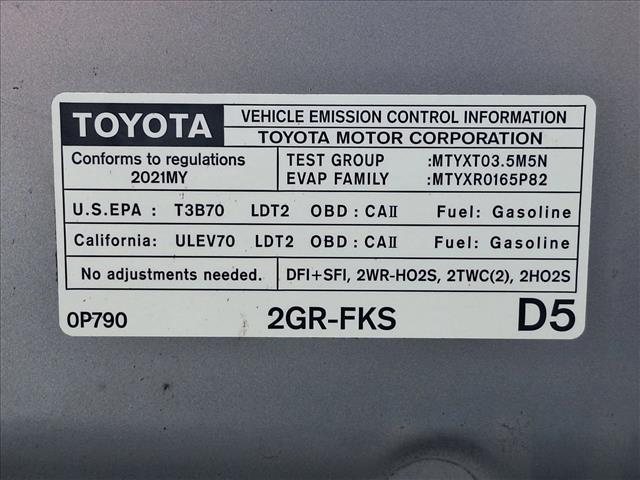 TOYOTA
VEHICLE EMISSION CONTROL INFORMATION
TOYOTA MOTOR CORPORATION
Conforms to regulations
2021MY
TEST GROUP :MTYXT03.5M5N
EVAP FAMILY :MTYXR0165P82
U.S.EPA : T3B70 LDT2 OBD : CAII Fuel: Gasoline
California: ULEV70 LDT2 OBD : CAII Fuel: Gasoline
No adjustments needed.
DFI+SFI, 2WR-HO2S, 2TWC(2), 2HO2S
0P790 2GR-FKS D5